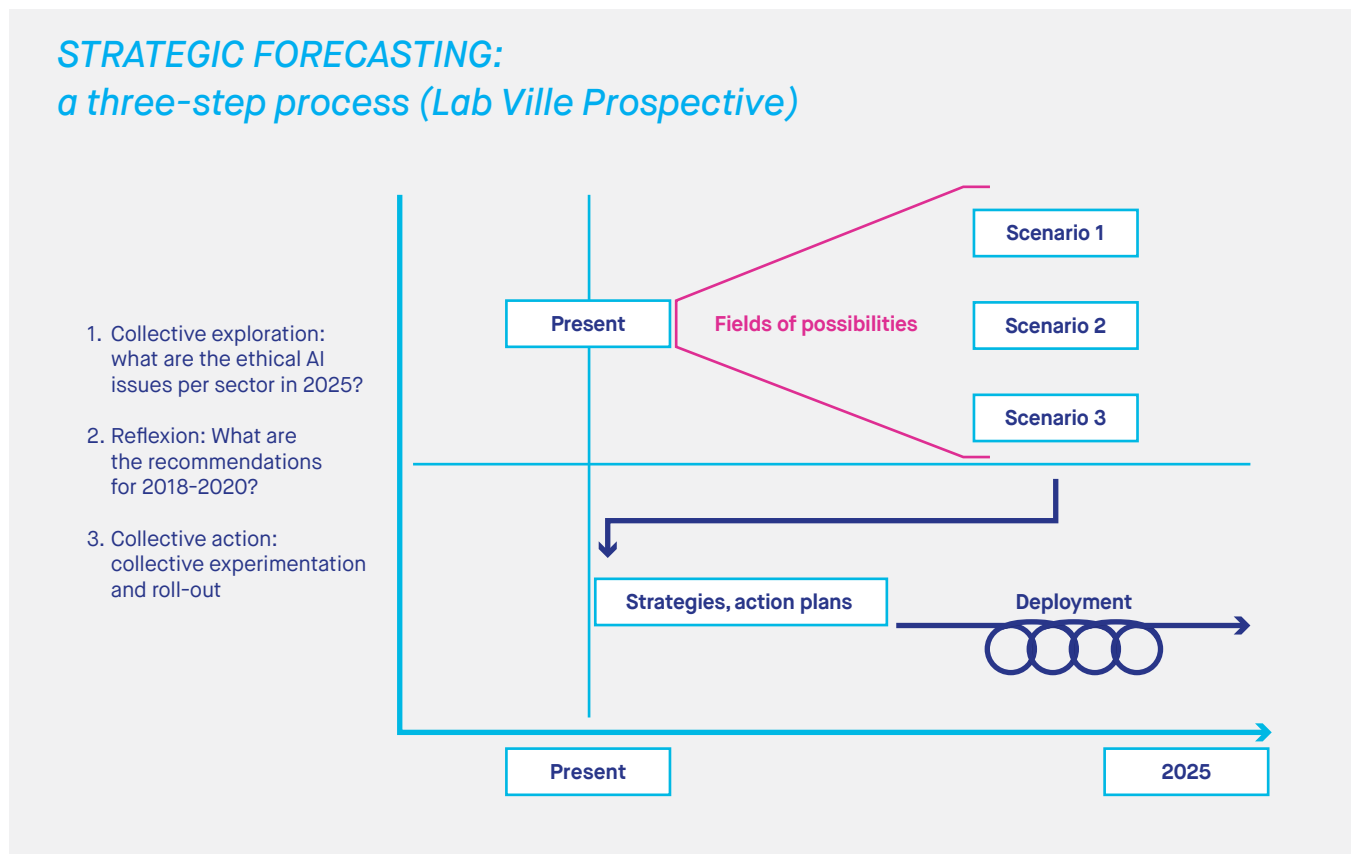 STRATEGIC FORECASTING:
a three-step process (Lab Ville Prospective)
1. Collective exploration:
what are the ethical AI
issues per sector in 2025?
2. Reflexion: What are
the recommendations
for 2018-2020?
3. Collective action:
collective experimentation
and roll-out
Present
Fields of possibilities
Scenario 1
Scenario 2
Scenario 3
Strategies, action plans
Deployment
Present
2025